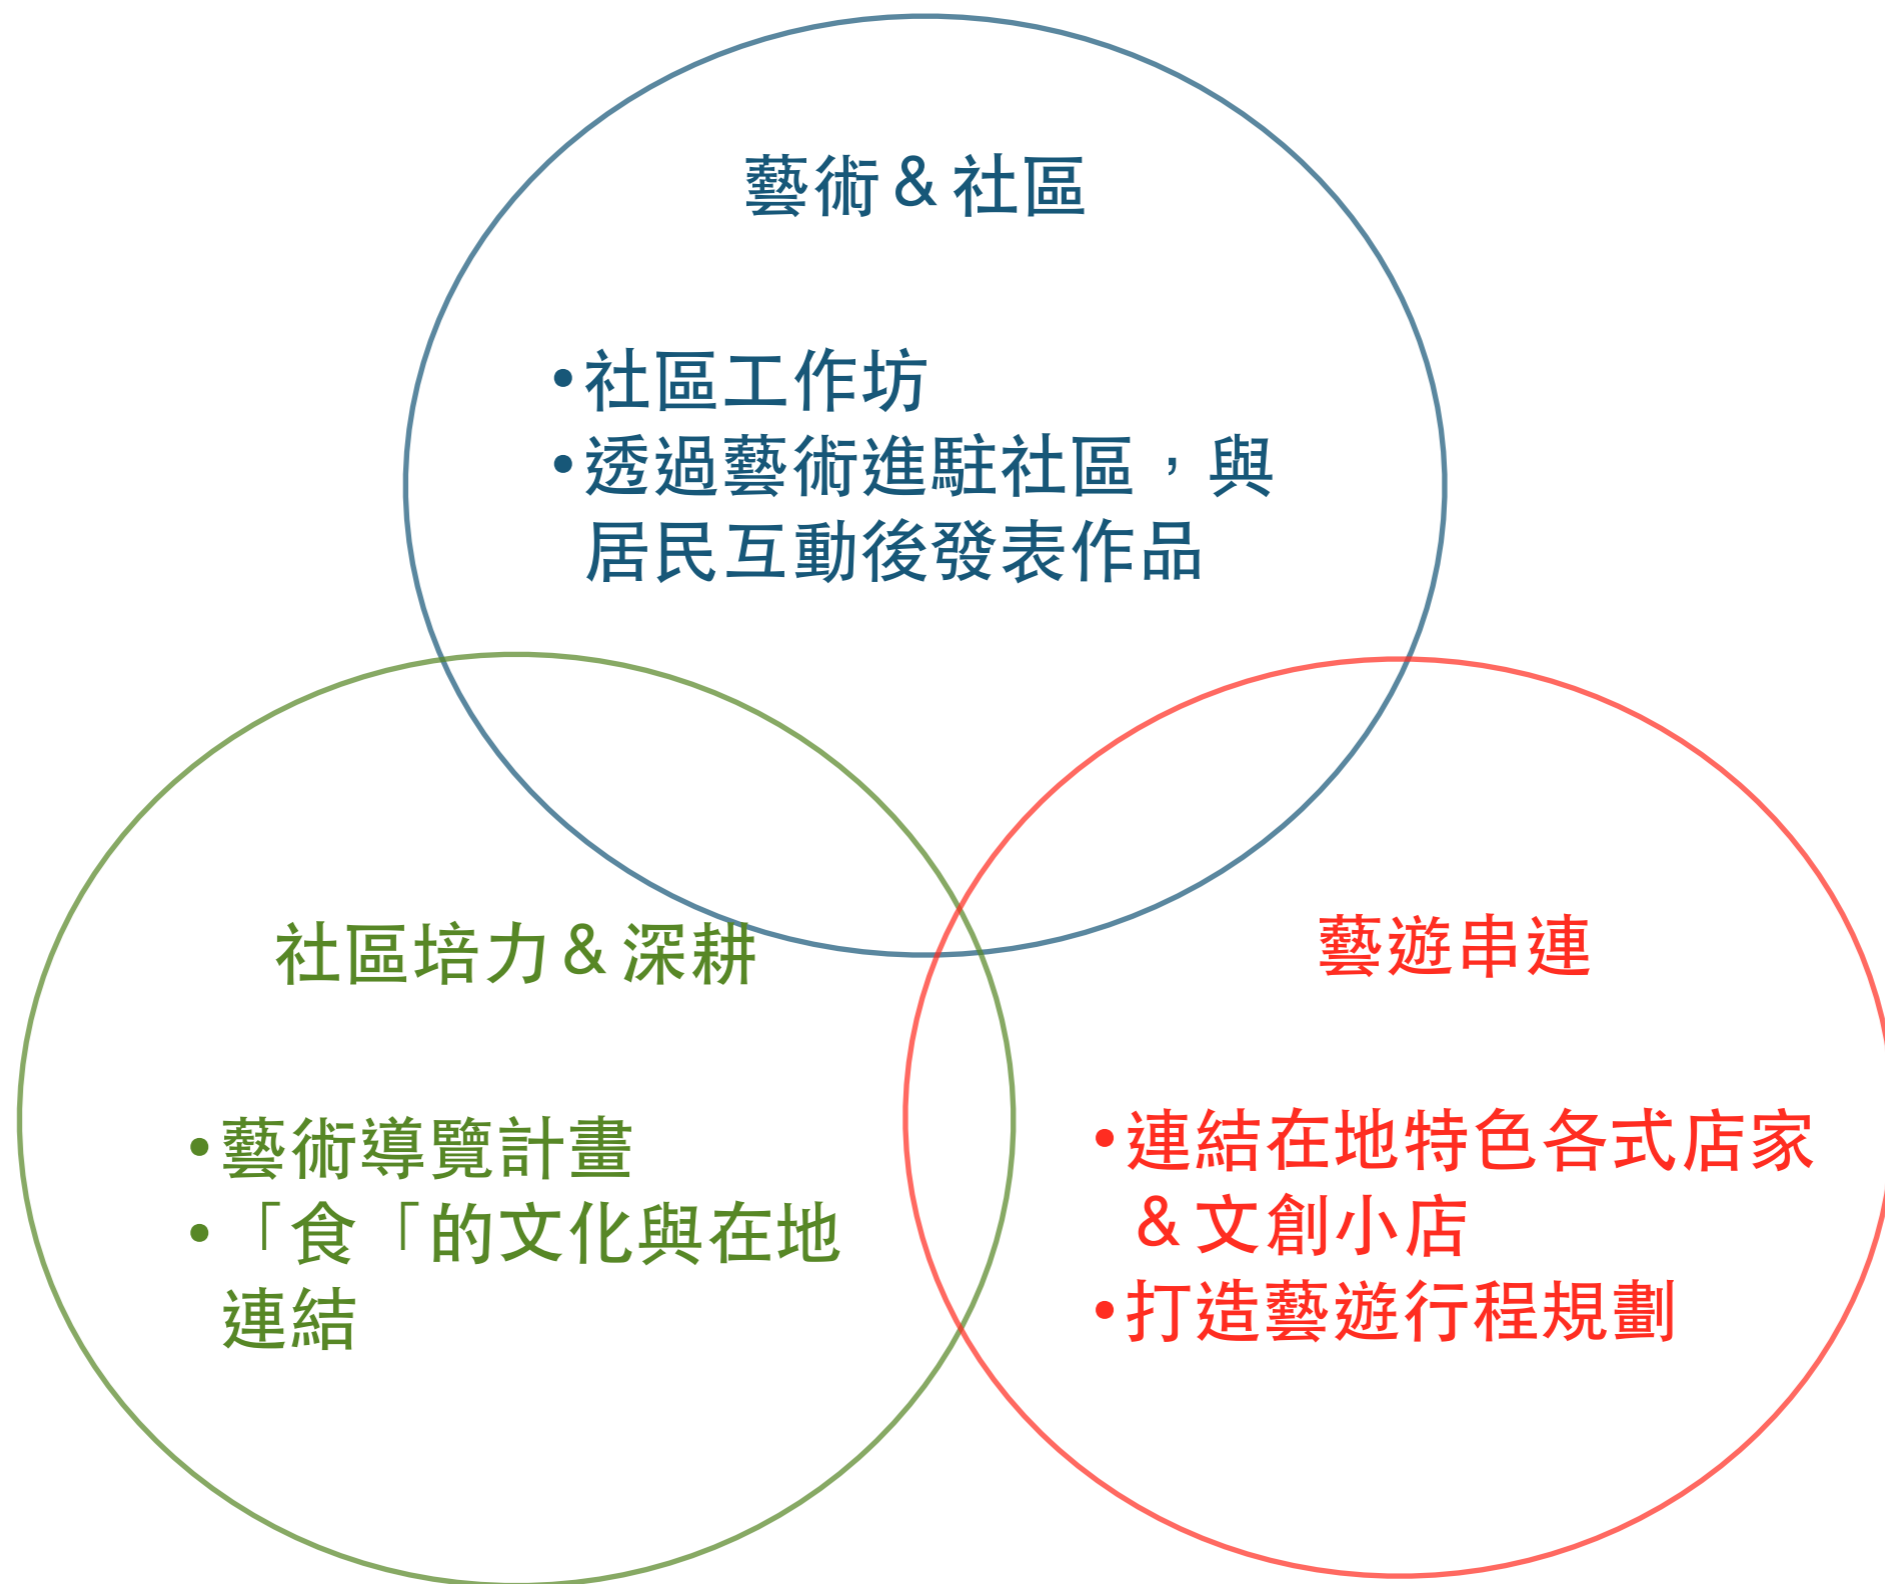 藝術＆社區
•社區工作坊
•透過藝術進駐社區，與
居民互動後發表作品
社區培力＆深耕
•藝術導覽計畫
•「食「的文化與在地
連結
藝遊串連
•連結在地特色各式店家
＆文創小店
•打造藝遊行程規劃